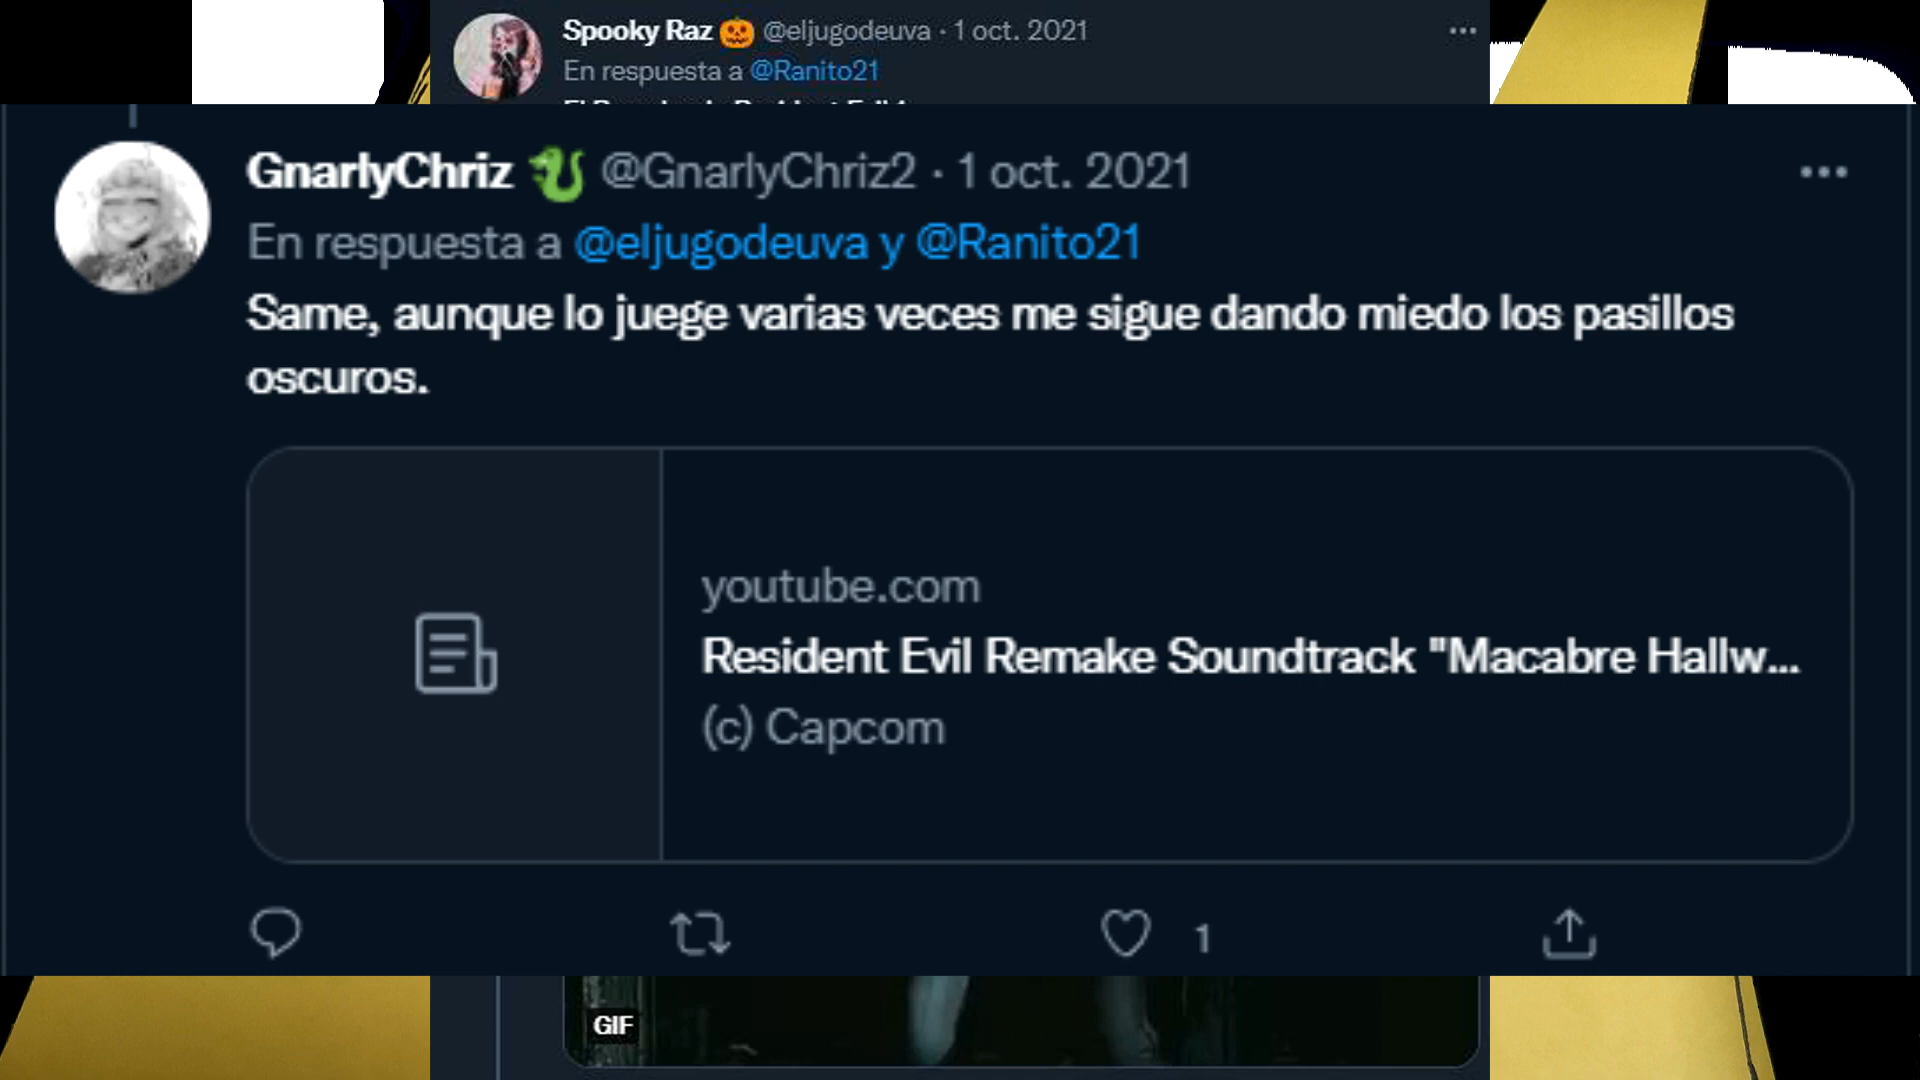 Spooky Raz 🎃 @eljugodeuva · 1 oct. 2021
En respuesta a @Ranito21
GnarlyChriz 🐉 @GnarlyChriz2 · 1 oct. 2021
En respuesta a @eljugodeuva y @Ranito21
Same, aunque lo juege varias veces me sigue dando miedo los pasillos
oscuros.
youtube.com
Resident Evil Remake Soundtrack "Macabre Hallw...
(c) Capcom
1
GIF